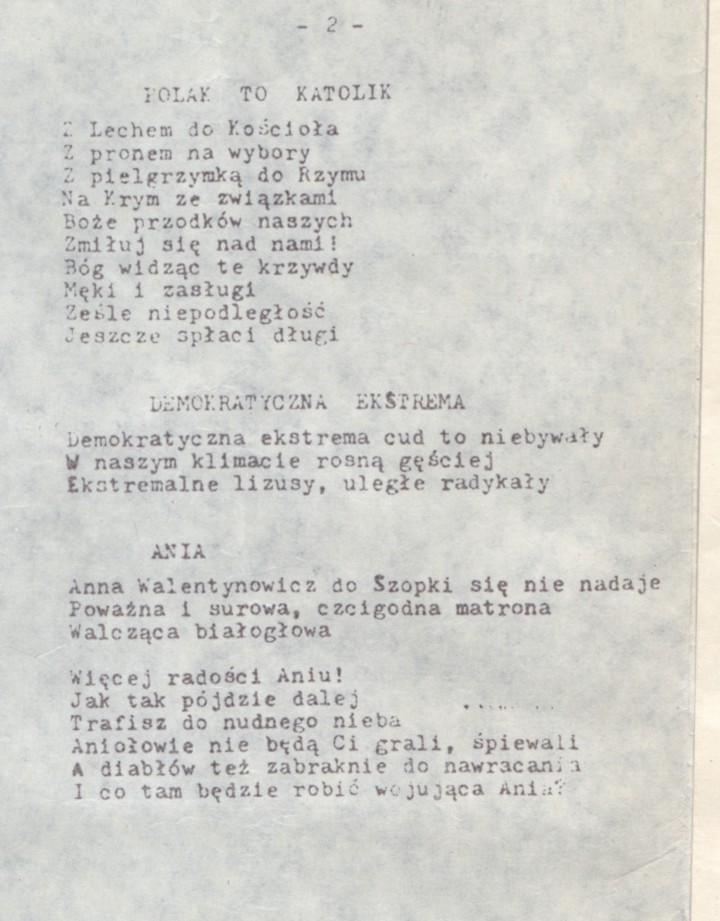 - 2 -
POLAK TO KATOLIK
Z Lechem do Kościoła
Z pronem na wybory
Z pielgrzymką do Rzymu
Na Krym ze związkami
Boże przodków naszych
Zmiłuj się nad nami!
Bóg widząc te krzywdy
Męki i zasługi
Ześle niepodległość
Jeszcze spłaci długi
DEMOKRATYCZNA EKSTREMA
Demokratyczna ekstrema cud to niebywały
W naszym klimacie rosną gęściej
Ekstremalne lizusy, uległe radykały
ANIA
Anna Walentynowicz do Szopki się nie nadaje
Poważna i surowa, czcigodna matrona
Walcząca białogłowa
Więcej radości Aniu!
Jak tak pójdzie dalej ........
Trafisz do nudnego nieba
Aniołowie nie będą Ci grali, śpiewali
A diabłów też zabraknie do nawracania
I co tam będzie robić wojująca Ania?